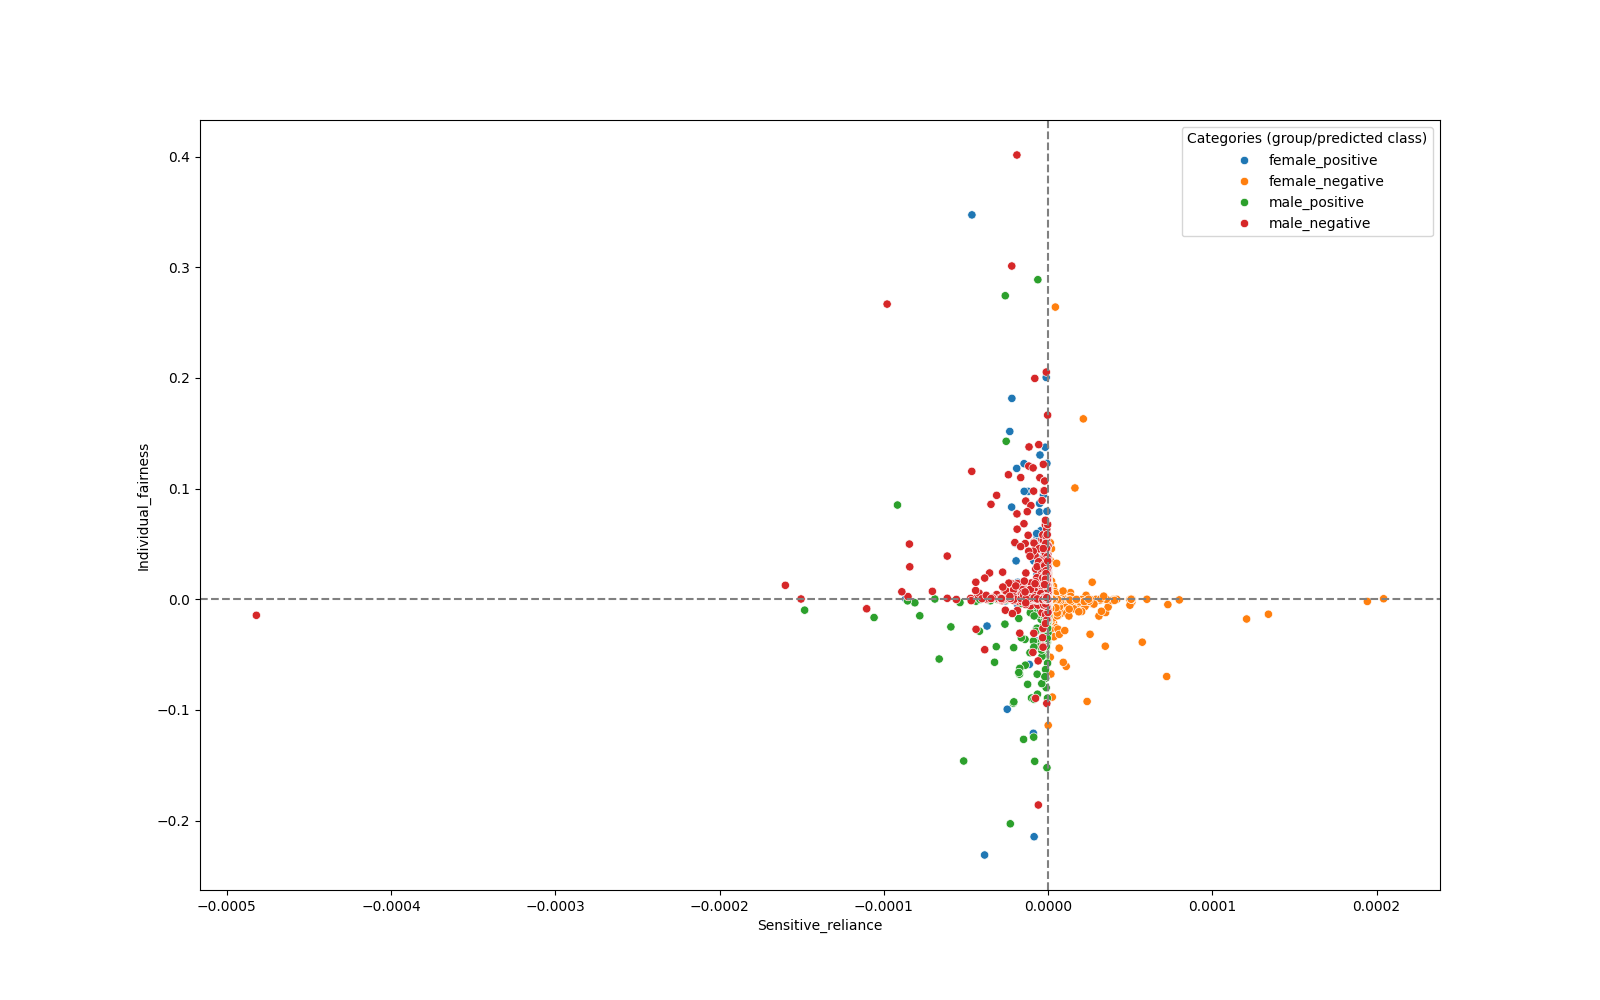 Categories (group/predicted class)
female_positive
female_negative
male_positive
male_negative
Individual_fairness
0.4
0.3
0.2
0.1
0.0
−0.1
−0.2
−0.0005
−0.0004
−0.0003
−0.0002
−0.0001
0.0000
0.0001
0.0002
Sensitive_reliance